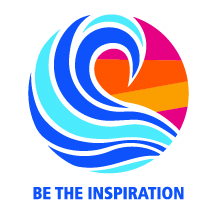 BE THE INSPIRATION